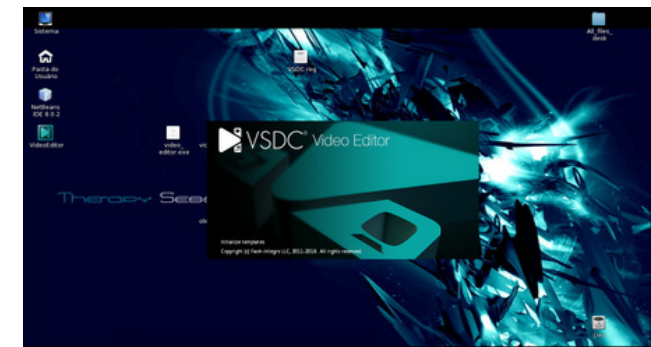 Sistema
All_files_
desk
Pasta do
Usuário
VSDC /reg
NetBeans
IDE 8.0.2
VideoEditor
video_
editor.exe
VSDC® Video Editor
Therapy
Initialize templates
Copyright (c) Flash-Integro LLC, 2011-2016. All rights reserved